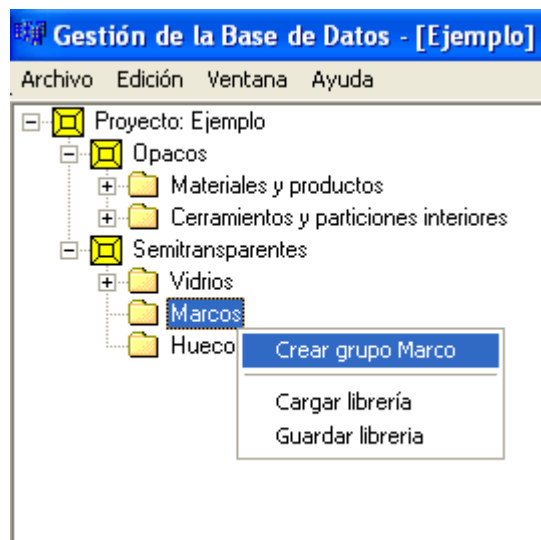 Gestión de la Base de Datos - [Ejemplo]
Archivo Edición Ventana Ayuda
Proyecto: Ejemplo
Opacos
Materiales y productos
Cerramientos y particiones interiores
Semitransparentes
Vidrios
Marcos
Hueco
Crear grupo Marco
Cargar librería
Guardar libreria